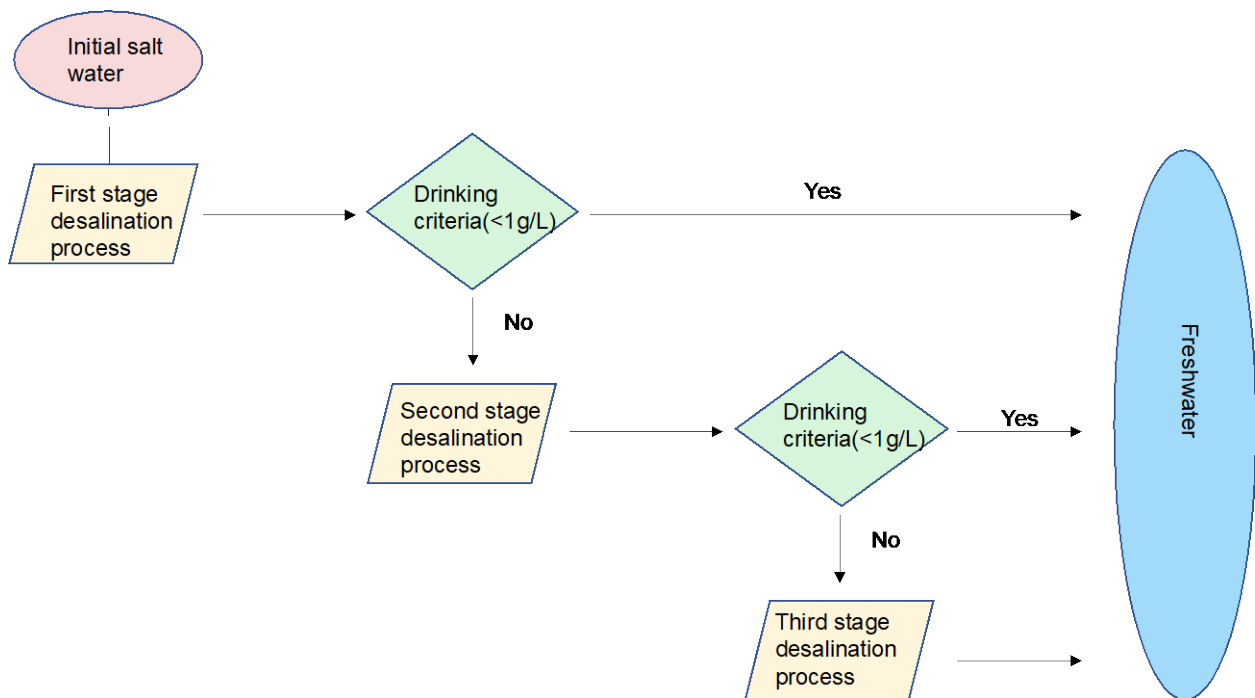 Initial salt
water
First stage
desalination
process
Drinking
criteria(<1g/L)
Yes
No
Second stage
desalination
process
Drinking
criteria(<1g/L)
Yes
No
Third stage
desalination
process
Freshwater